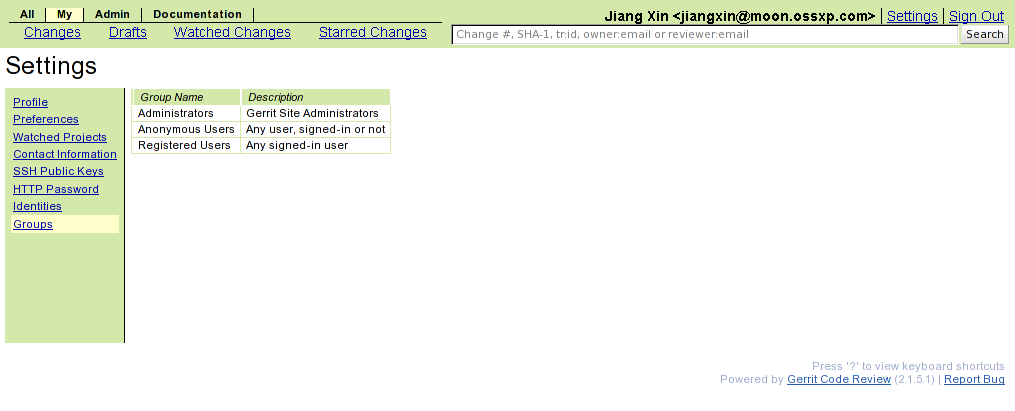 All My Admin Documentation
Jiang Xin <jiangxin@moon.ossxp.com> | Settings | Sign Out
Changes Drafts Watched Changes Starred Changes
Change #, SHA-1, tr:id, owner:email or reviewer:email Search
Settings
Profile
Preferences
Watched Projects
Contact Information
SSH Public Keys
HTTP Password
Identities
Groups
Group Name Description
Administrators Gerrit Site Administrators
Anonymous Users Any user, signed-in or not
Registered Users Any signed-in user
Press '?' to view keyboard shortcuts
Powered by Gerrit Code Review (2.1.5.1) | Report Bug